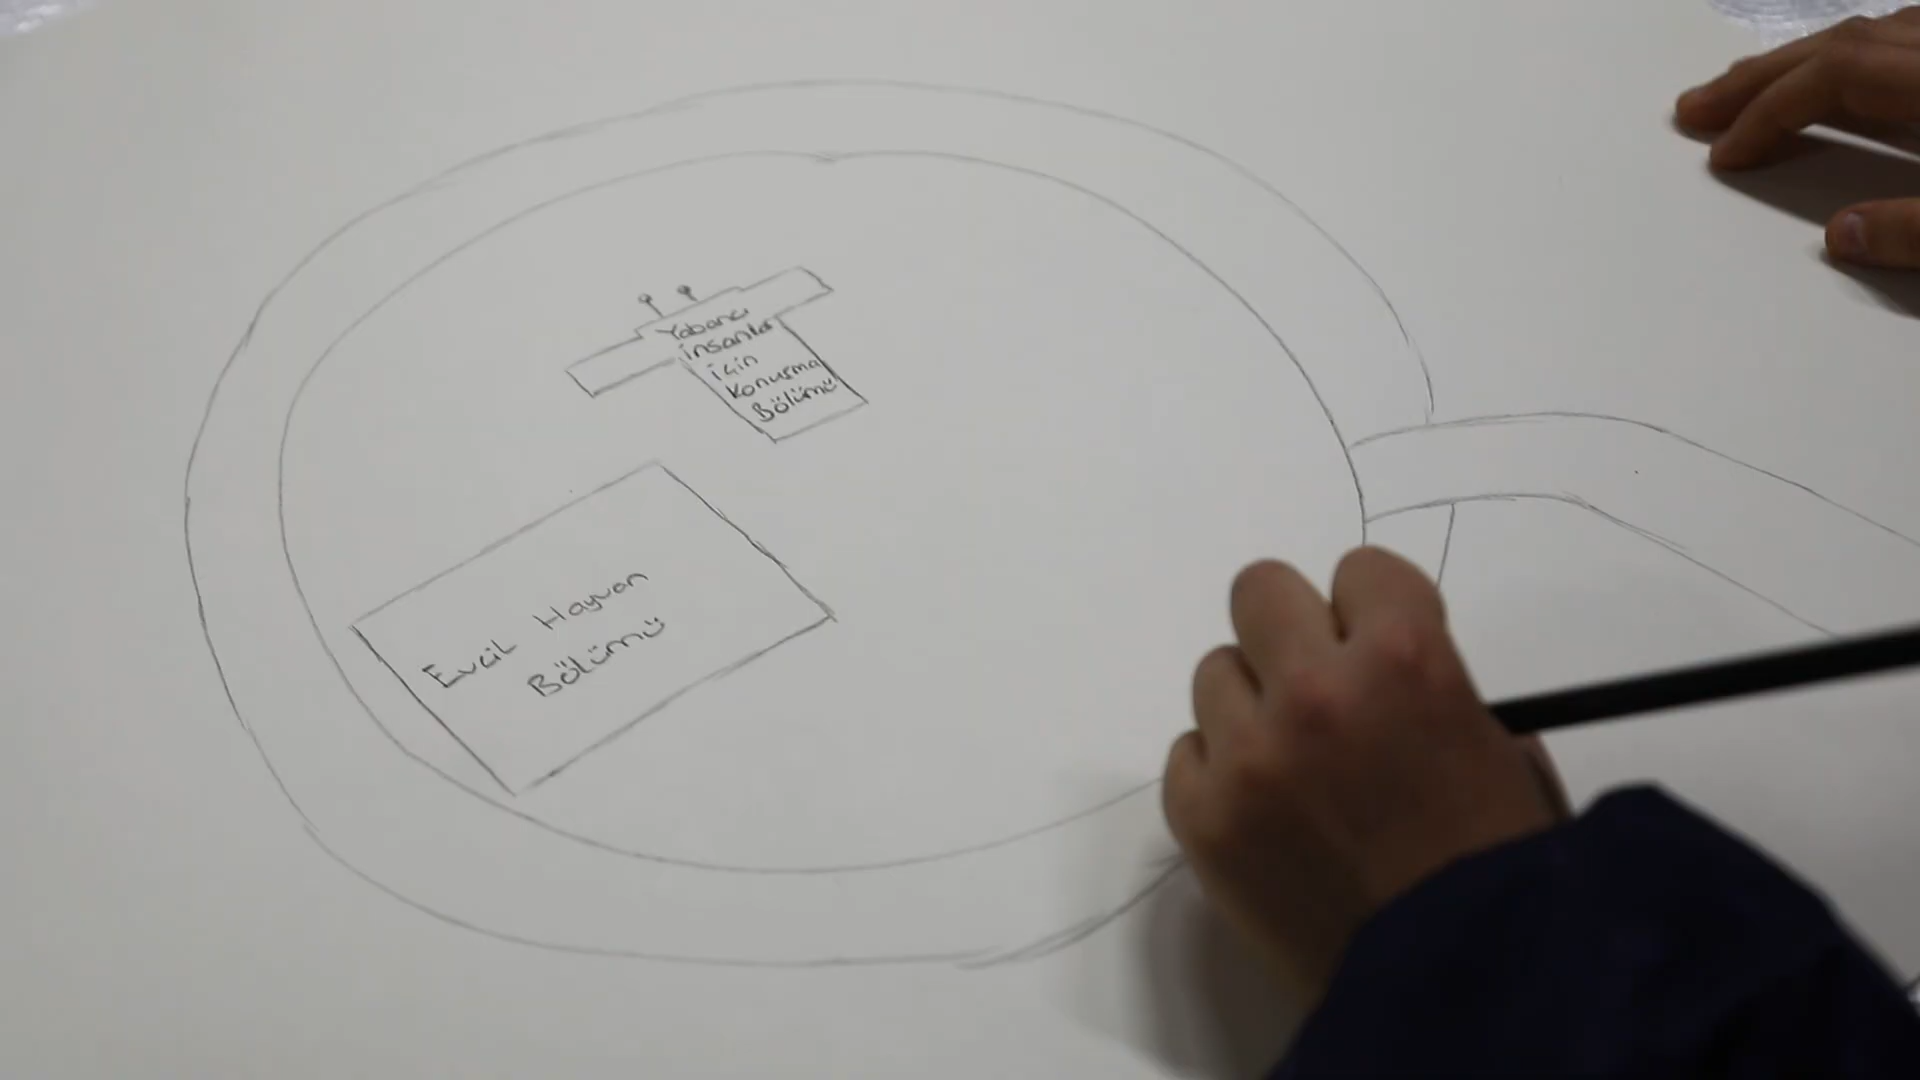 Yabancı
insanlar
için
Konuşma
Bölümü
Evcil Hayvan
Bölümü